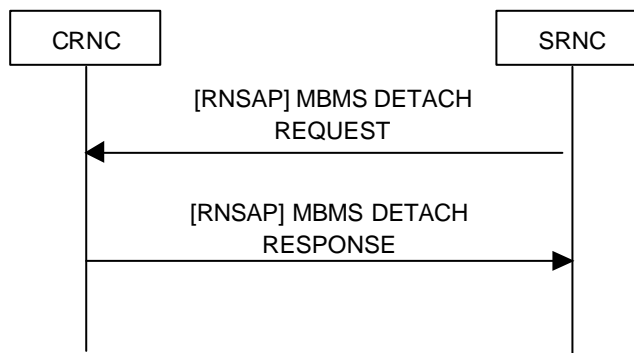 CRNC
SRNC
[RNSAP] MBMS DETACH
REQUEST
[RNSAP] MBMS DETACH
RESPONSE